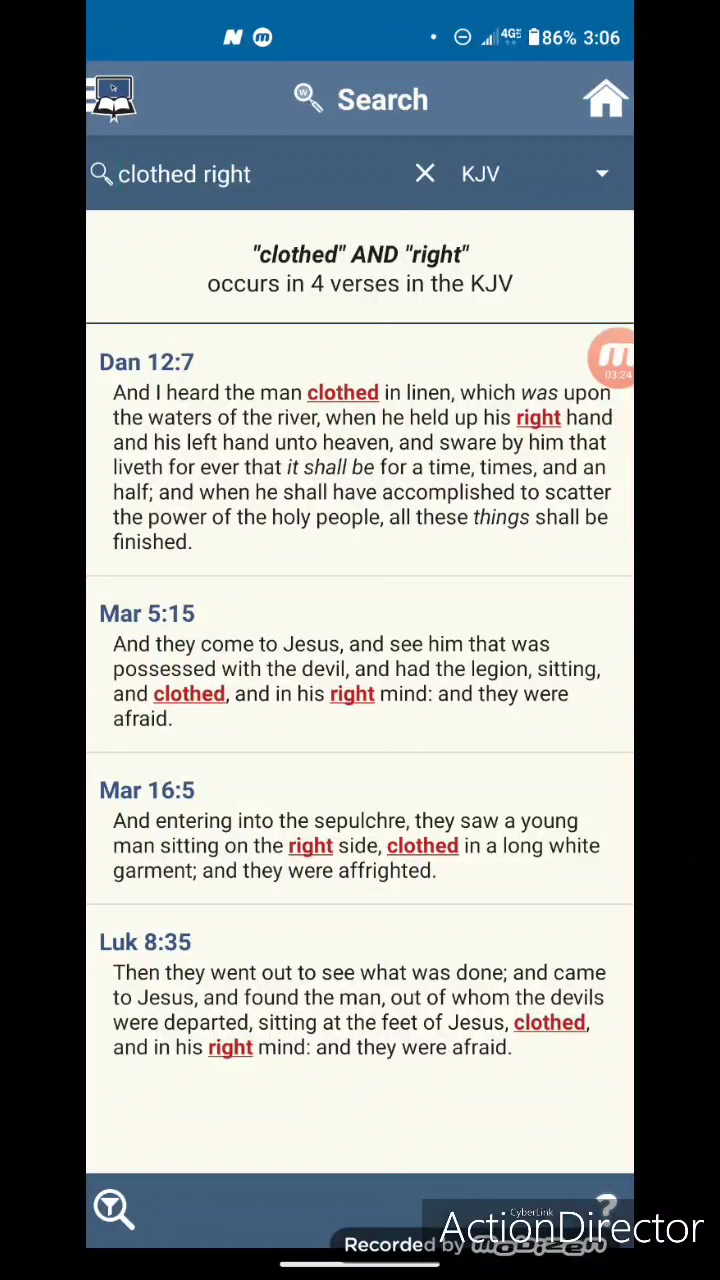 86% 3:06
Search
clothed right KJV
"clothed" AND "right"
occurs in 4 verses in the KJV
03:24
Dan 12:7
And I heard the man clothed in linen, which was upon
the waters of the river, when he held up his right hand
and his left hand unto heaven, and sware by him that
liveth for ever that it shall be for a time, times, and an
half; and when he shall have accomplished to scatter
the power of the holy people, all these things shall be
finished.
Mar 5:15
And they come to Jesus, and see him that was
possessed with the devil, and had the legion, sitting,
and clothed, and in his right mind: and they were
afraid.
Mar 16:5
And entering into the sepulchre, they saw a young
man sitting on the right side, clothed in a long white
garment; and they were affrighted.
Luk 8:35
Then they went out to see what was done; and came
to Jesus, and found the man, out of whom the devils
were departed, sitting at the feet of Jesus, clothed,
and in his right mind: and they were afraid.
?
CyberLink
ActionDirector
Recorded by mobizen